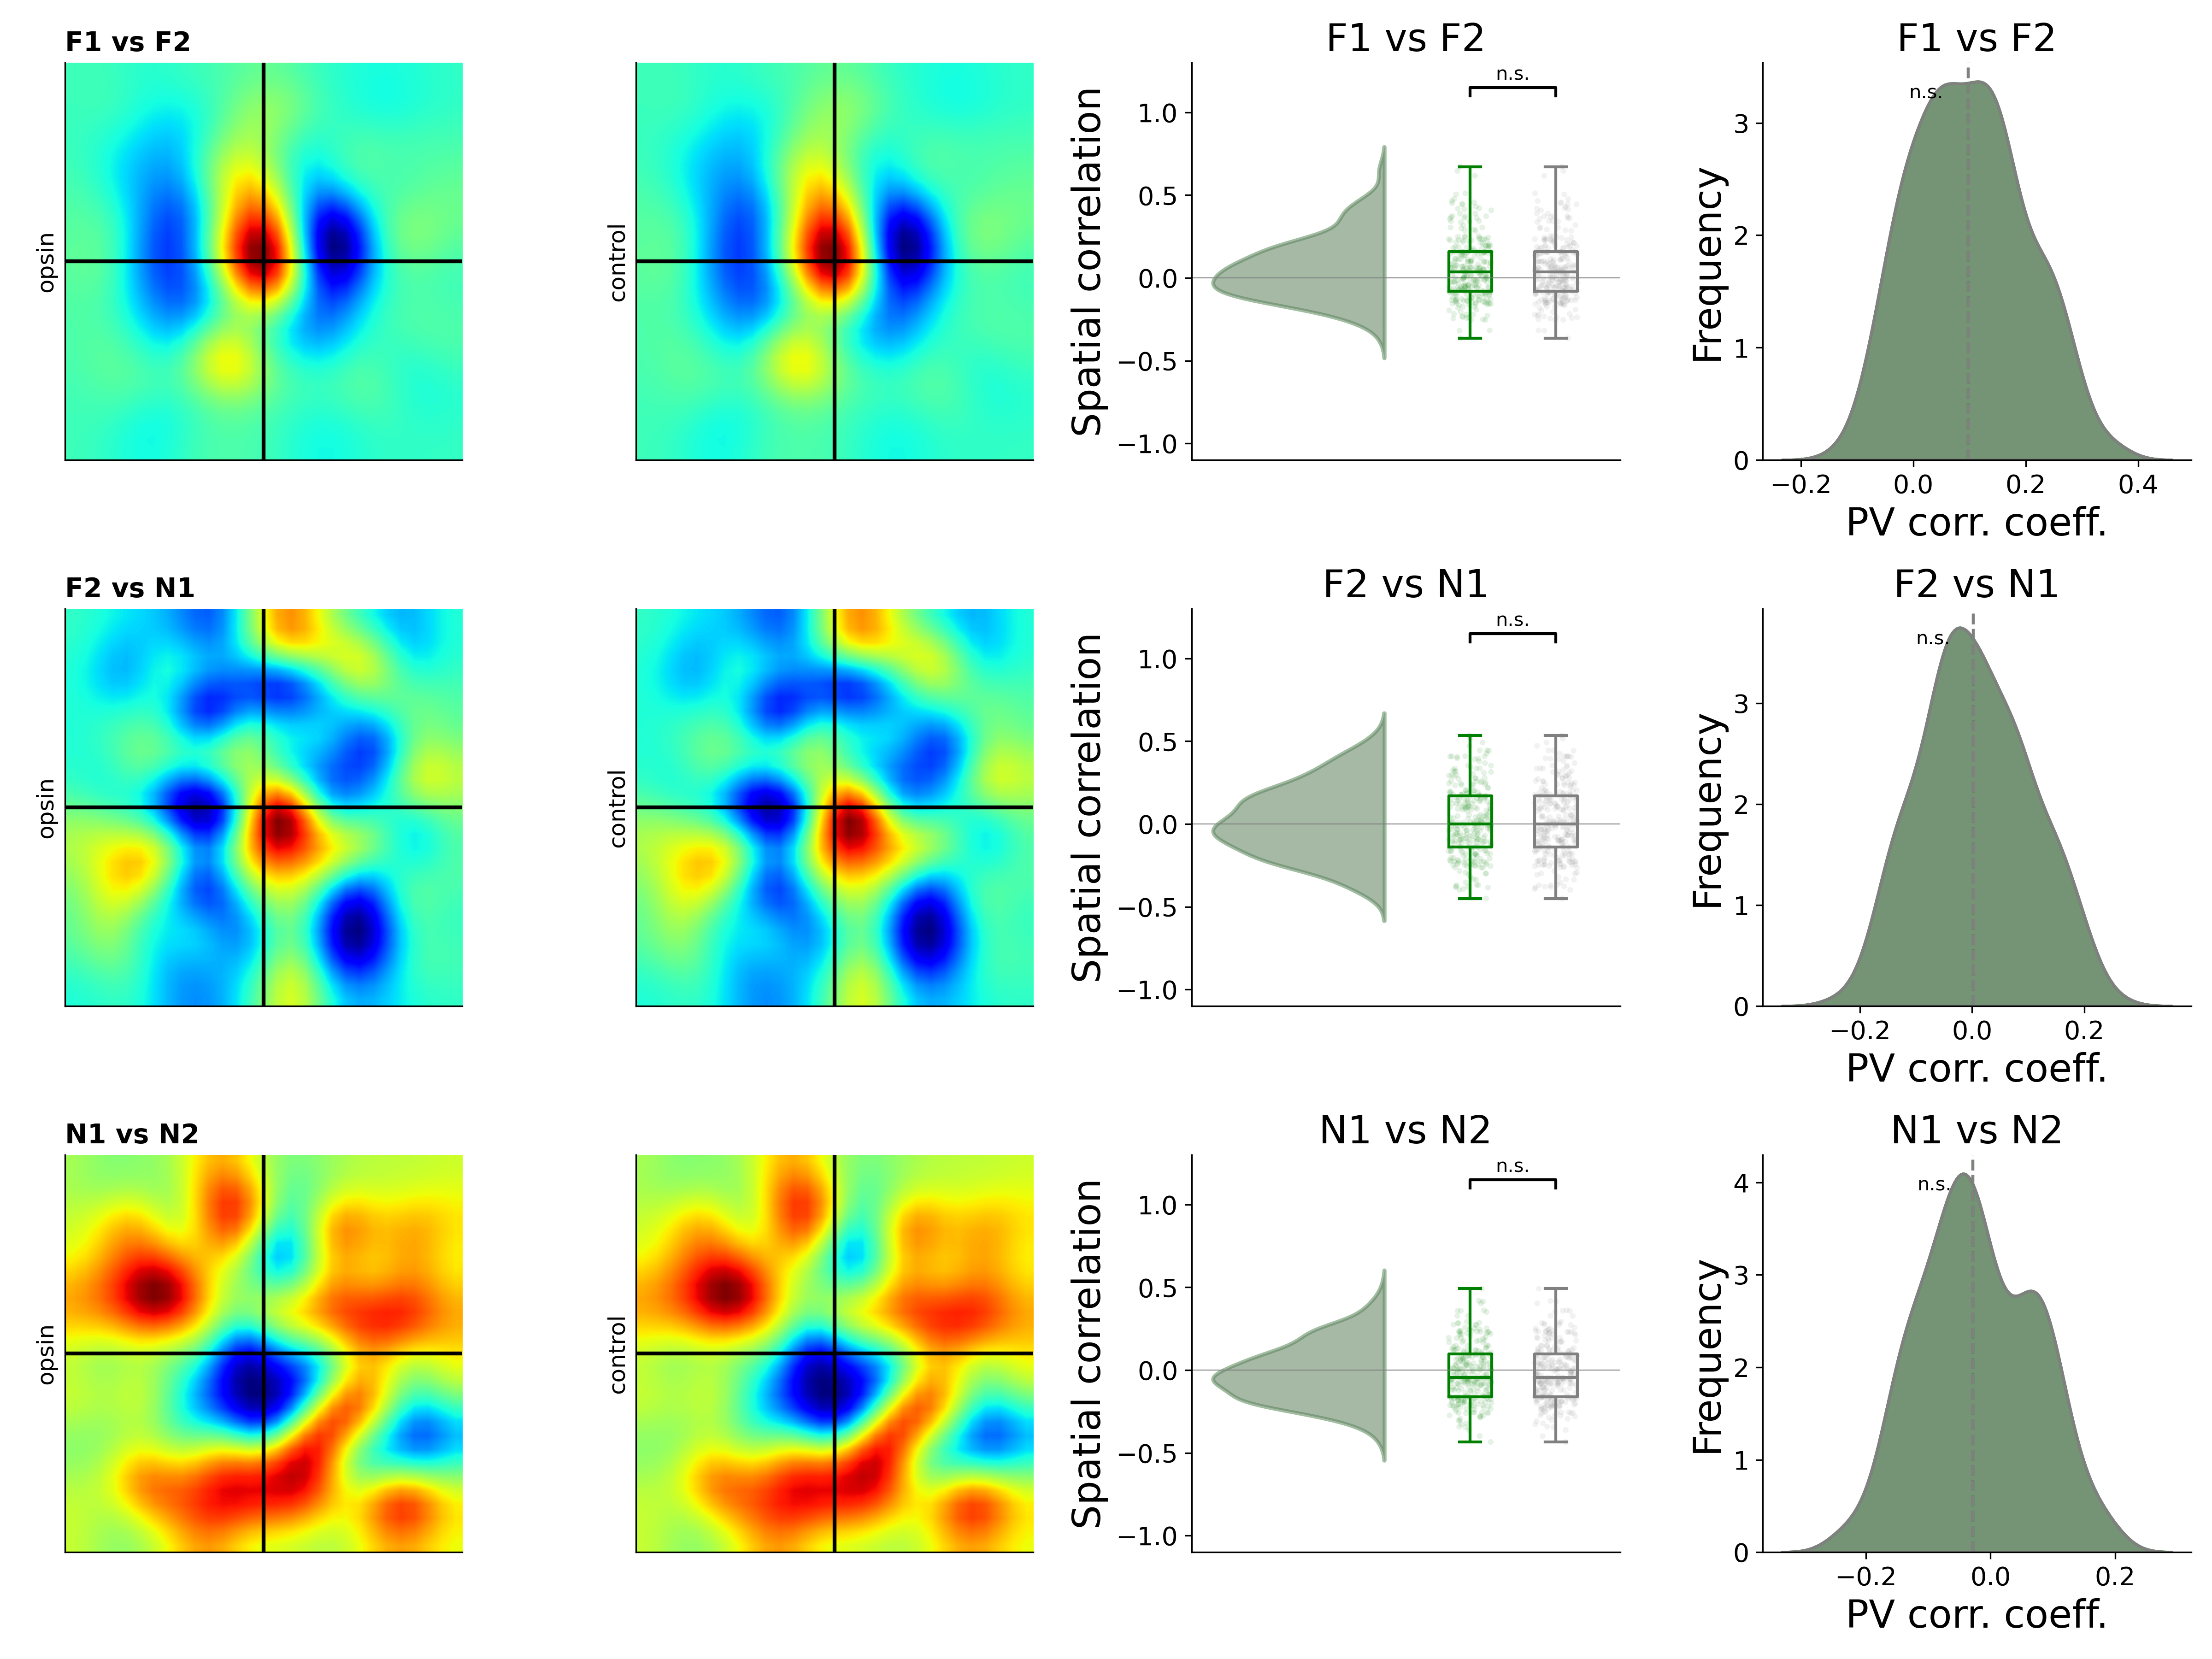 F1 vs F2
opsin
control
F1 vs F2
Spatial correlation
1.0
0.5
0.0
−0.5
−1.0
n.s.
F1 vs F2
Frequency
3
2
1
0
n.s.
−0.2 0.0 0.2 0.4
PV corr. coeff.
F2 vs N1
opsin
control
F2 vs N1
Spatial correlation
1.0
0.5
0.0
−0.5
−1.0
n.s.
F2 vs N1
Frequency
3
2
1
0
n.s.
−0.2 0.0 0.2
PV corr. coeff.
N1 vs N2
opsin
control
N1 vs N2
Spatial correlation
1.0
0.5
0.0
−0.5
−1.0
n.s.
N1 vs N2
Frequency
4
3
2
1
0
n.s.
−0.2 0.0 0.2
PV corr. coeff.